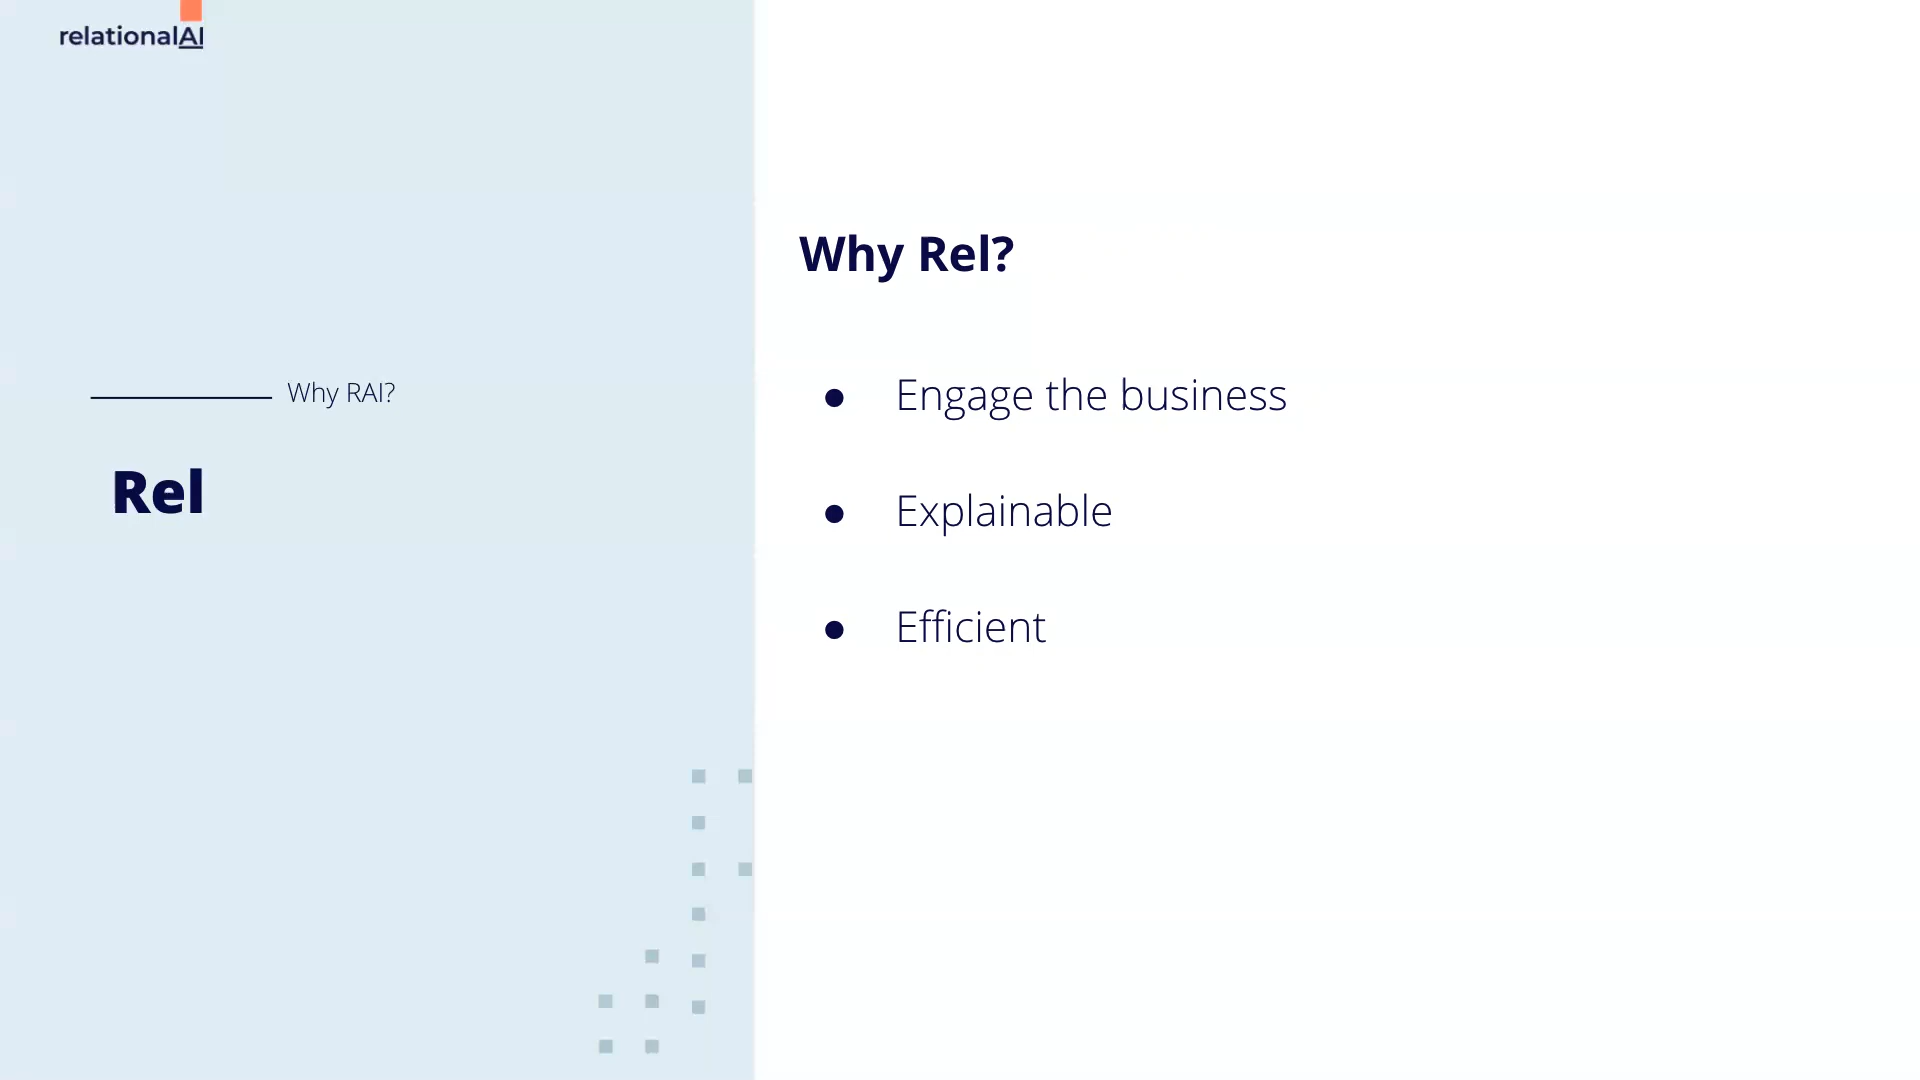 relationalAI
Why RAI?
Rel
Why Rel?
● Engage the business
● Explainable
● Efficient